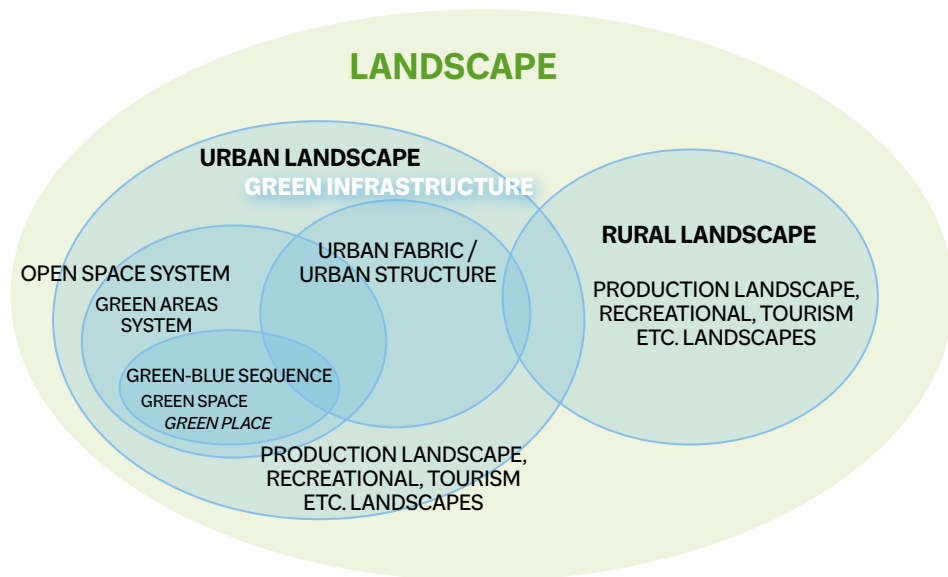 LANDSCAPE
URBAN LANDSCAPE
GREEN INFRASTRUCTURE
URBAN FABRIC /
URBAN STRUCTURE
OPEN SPACE SYSTEM
GREEN AREAS
SYSTEM
GREEN-BLUE SEQUENCE
GREEN SPACE
GREEN PLACE
PRODUCTION LANDSCAPE,
RECREATIONAL, TOURISM
ETC. LANDSCAPES
RURAL LANDSCAPE
PRODUCTION LANDSCAPE,
RECREATIONAL, TOURISM
ETC. LANDSCAPES